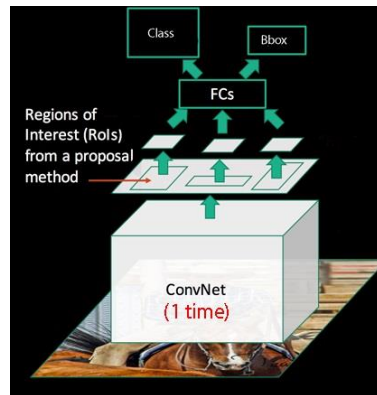 Class
Bbox
FCs
Regions of
Interest (RoIs)
from a proposal
method
ConvNet
(1 time)